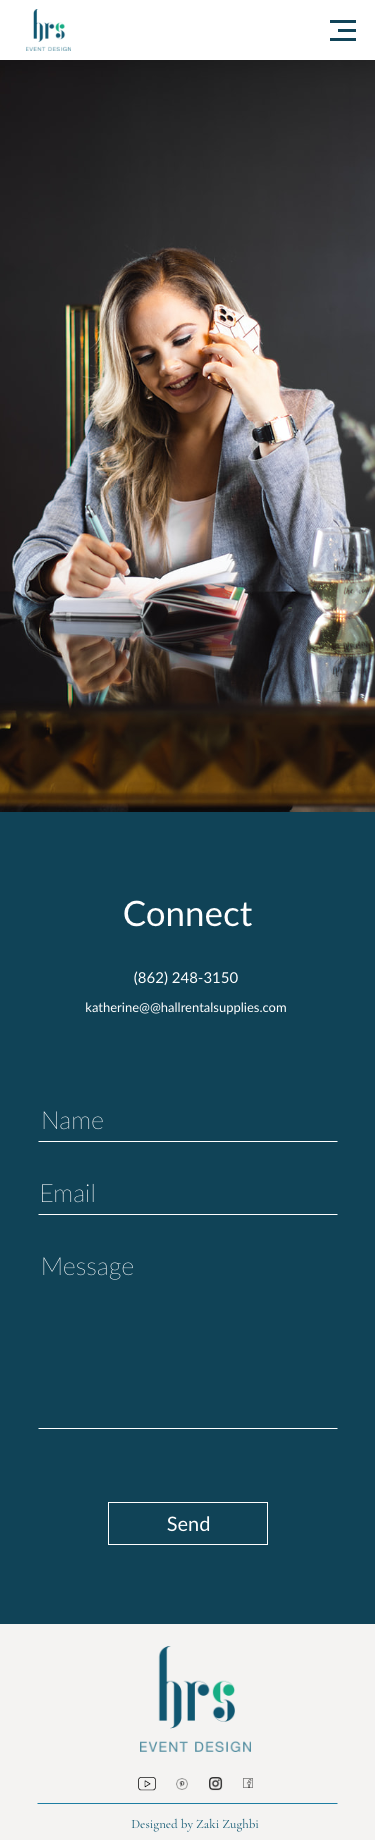 hrs
EVENT DESIGN
Connect
(862) 248-3150
katherine@@hallrentalsupplies.com
Name
Email
Message
Send
hrs
EVENT DESIGN
Designed by Zaki Zughbi